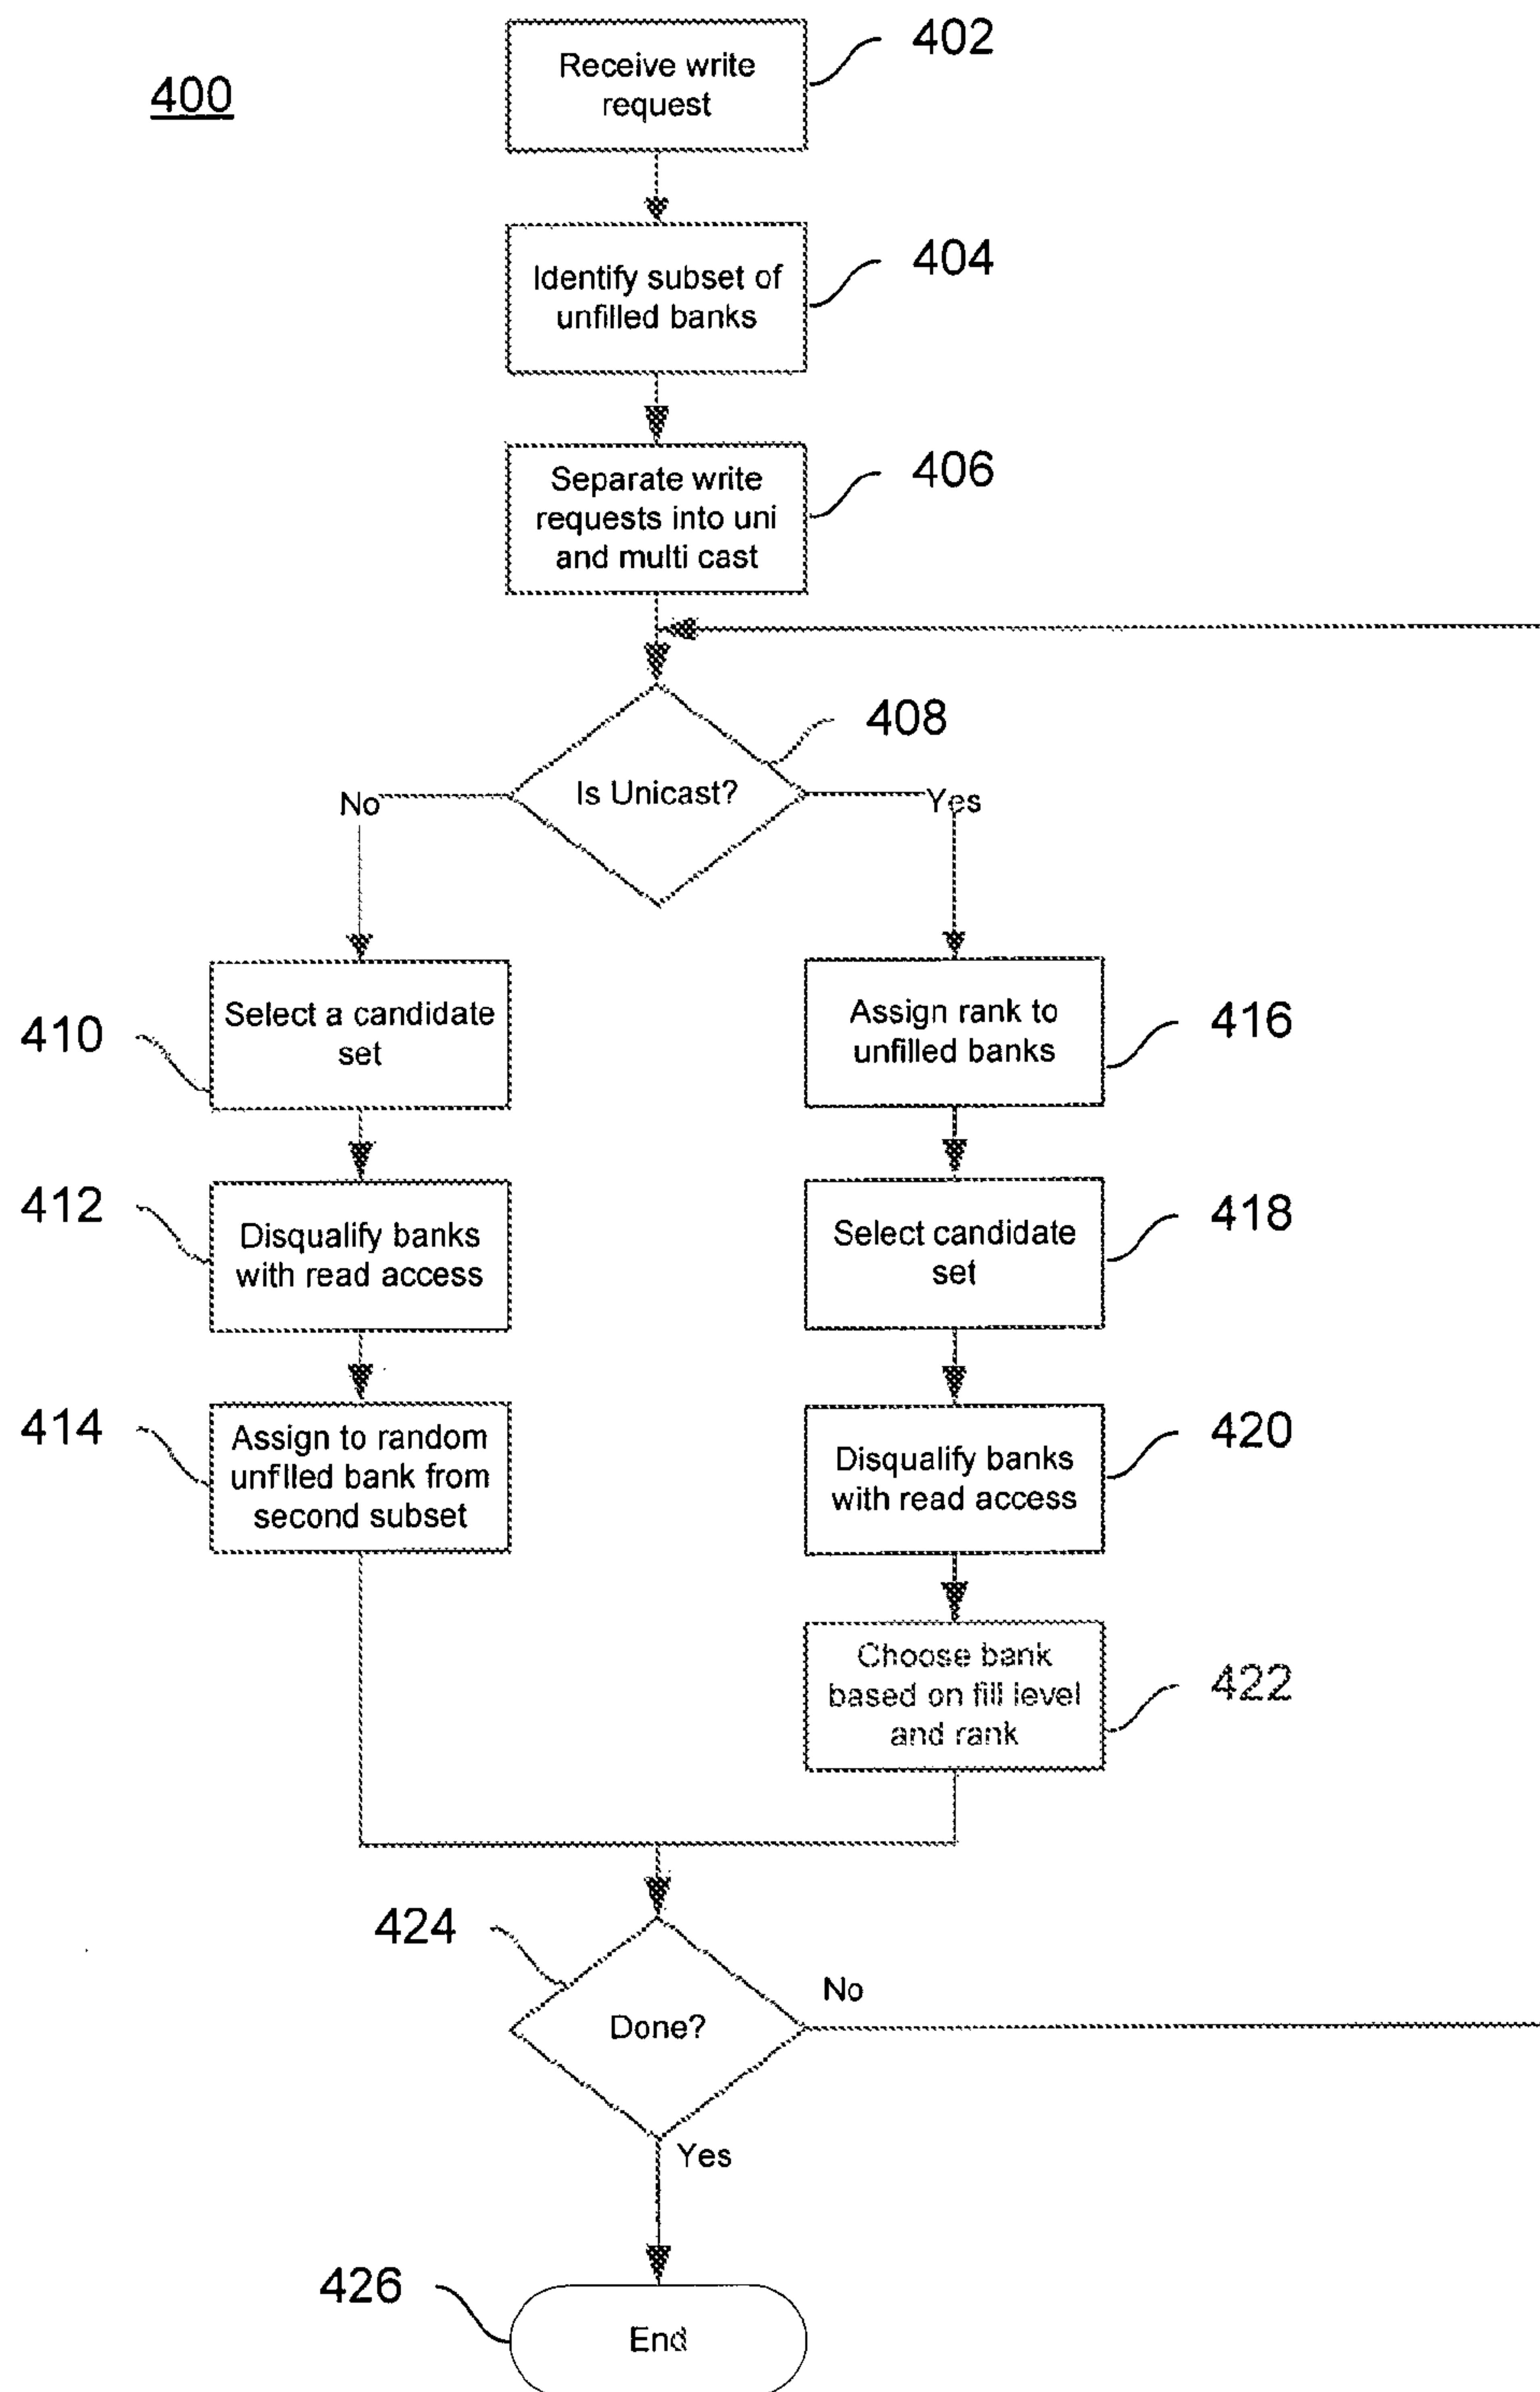 402
Receive write
request
400
404
Identify subset of
unfilled banks
406
Separate write
requests into uni
and multi cast
408
Is Unicast?
No
Yes
410
Select a candidate
set
416
Assign rank to
unfilled banks
412
Disqualify banks
with read access
418
Select candidate
set
414
Assign to random
unflled bank from
second subset
420
Disqualify banks
with read access
422
Choose bank
based on fill level
and rank
424
Done?
No
Yes
426
End